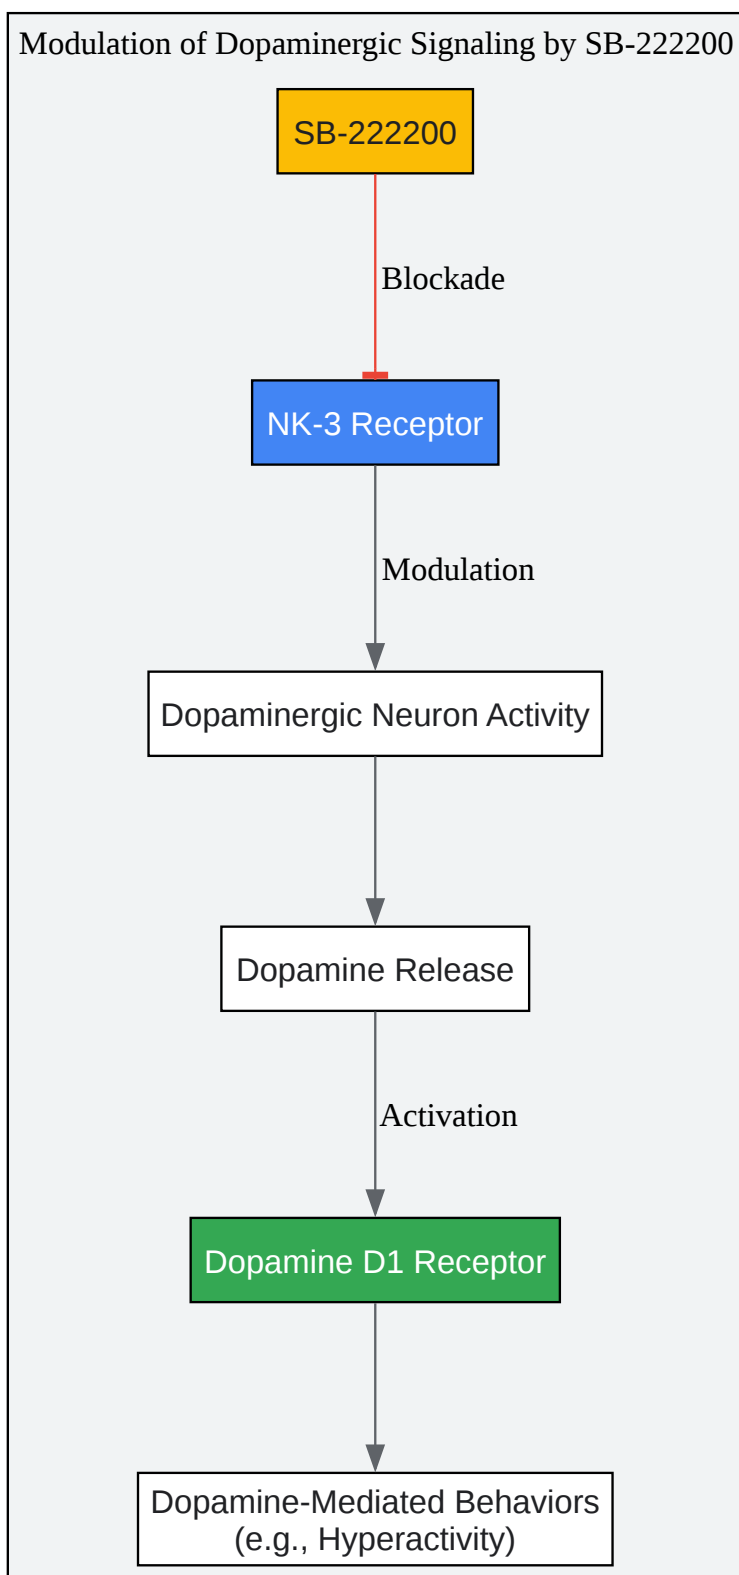 Modulation of Dopaminergic Signaling by SB-222200
SB-222200
Blockade
NK-3 Receptor
Modulation
Dopaminergic Neuron Activity
Dopamine Release
Activation
Dopamine D1 Receptor
Dopamine-Mediated Behaviors
(e.g., Hyperactivity)